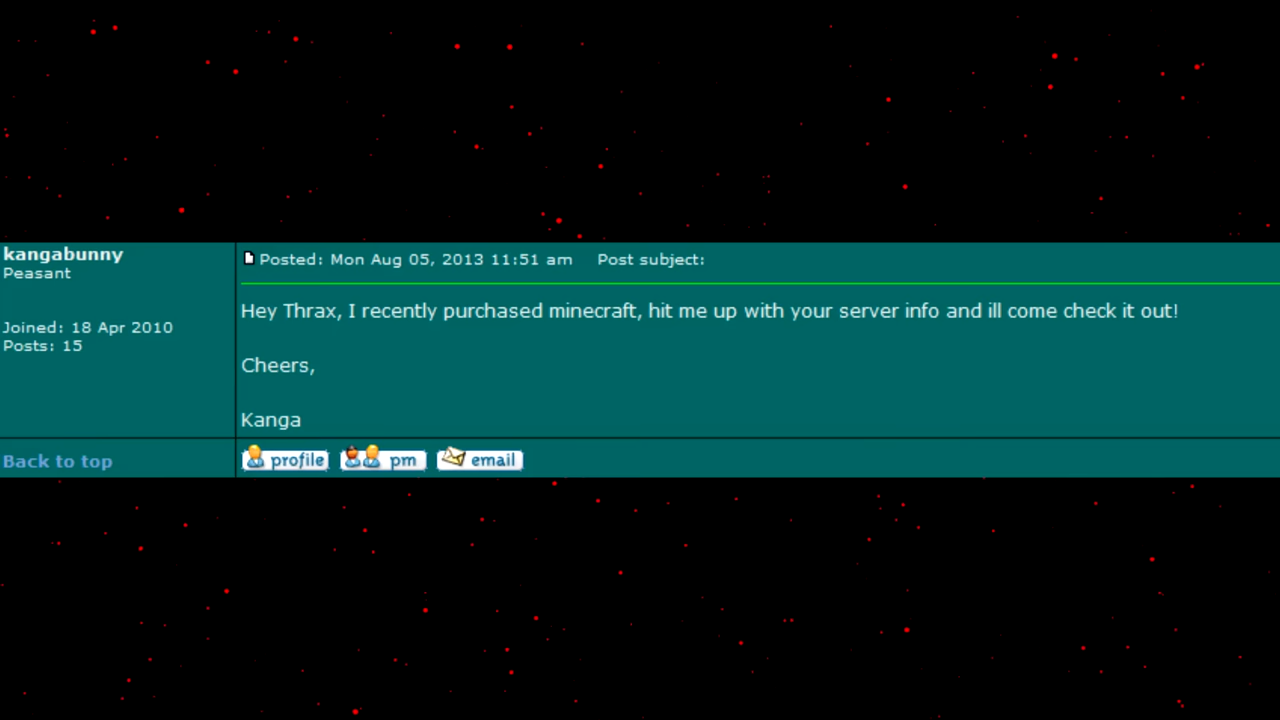 kangabunny
Peasant
Joined: 18 Apr 2010
Posts: 15
Posted: Mon Aug 05, 2013 11:51 am Post subject:
Hey Thrax, I recently purchased minecraft, hit me up with your server info and ill come check it out!
Cheers,
Kanga
Back to top
profile pm email